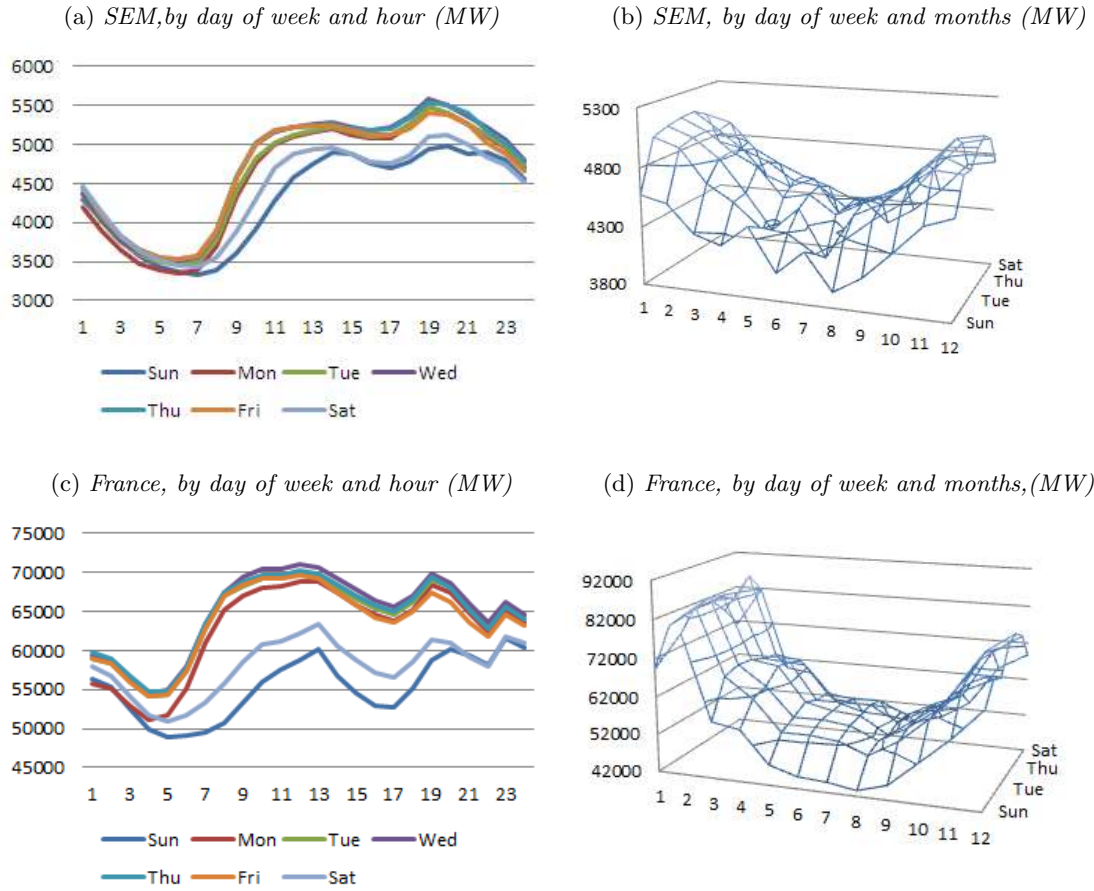 (a) SEM,by day of week and hour (MW)
6000
5500
5000
4500
4000
3500
3000
1 3 5 7 9 11 13 15 17 19 21 23
Sun Mon Tue Wed
Thu Fri Sat
(b) SEM, by day of week and months (MW)
5300
4800
4300
3800
1 2 3 4 5 6 7 8 9 10 11 12
Sat
Thu
Tue
Sun
(c) France, by day of week and hour (MW)
75000
70000
65000
60000
55000
50000
45000
1 3 5 7 9 11 13 15 17 19 21 23
Sun Mon Tue Wed
Thu Fri Sat
(d) France, by day of week and months,(MW)
92000
82000
72000
62000
52000
42000
1 2 3 4 5 6 7 8 9 10 11 12
Sat
Thu
Tue
Sun